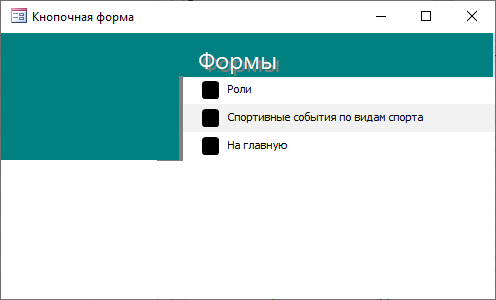 Кнопочная форма
Формы
Роли
Спортивные события по видам спорта
На главную